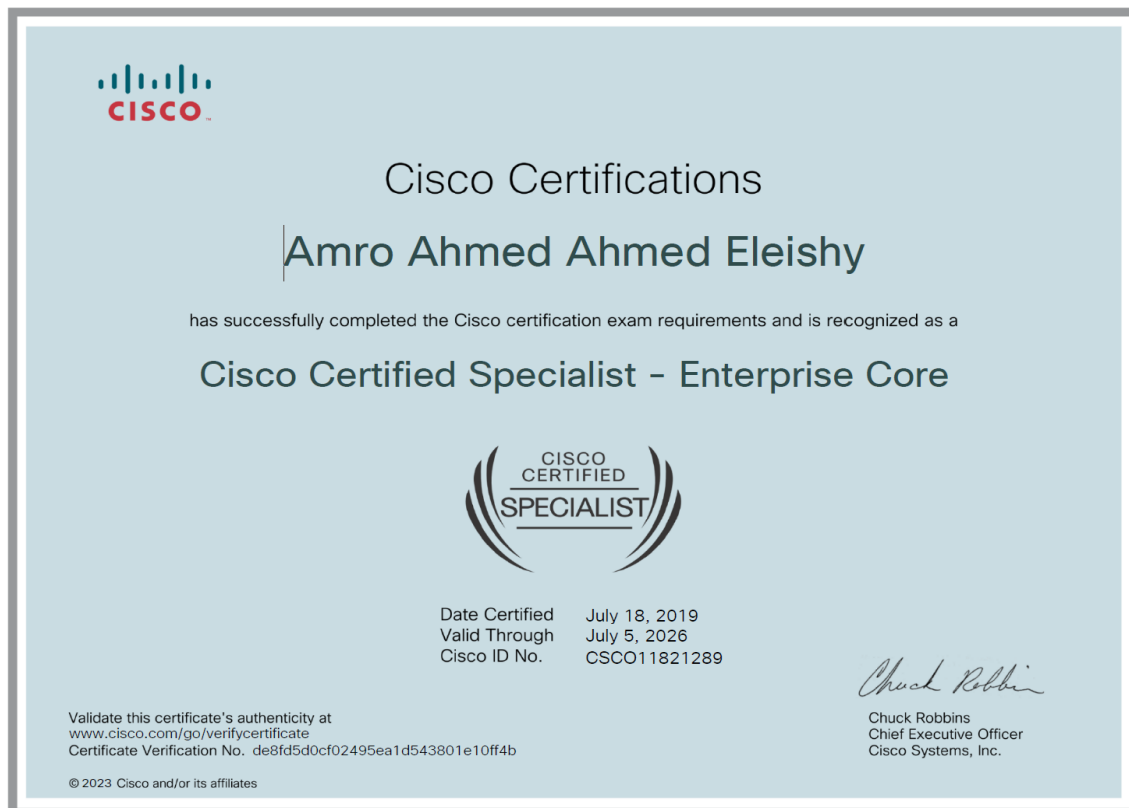 CISCO™
Cisco Certifications
Amro Ahmed Ahmed Eleishy
has successfully completed the Cisco certification exam requirements and is recognized as a
Cisco Certified Specialist - Enterprise Core
CISCO
CERTIFIED
SPECIALIST
Date Certified July 18, 2019
Valid Through July 5, 2026
Cisco ID No. CSCO11821289
Chuck Robbins
Validate this certificate's authenticity at
www.cisco.com/go/verifycertificate
Certificate Verification No. de8fd5d0cf02495ea1d543801e10ff4b
© 2023 Cisco and/or its affiliates
Chuck Robbins
Chief Executive Officer
Cisco Systems, Inc.